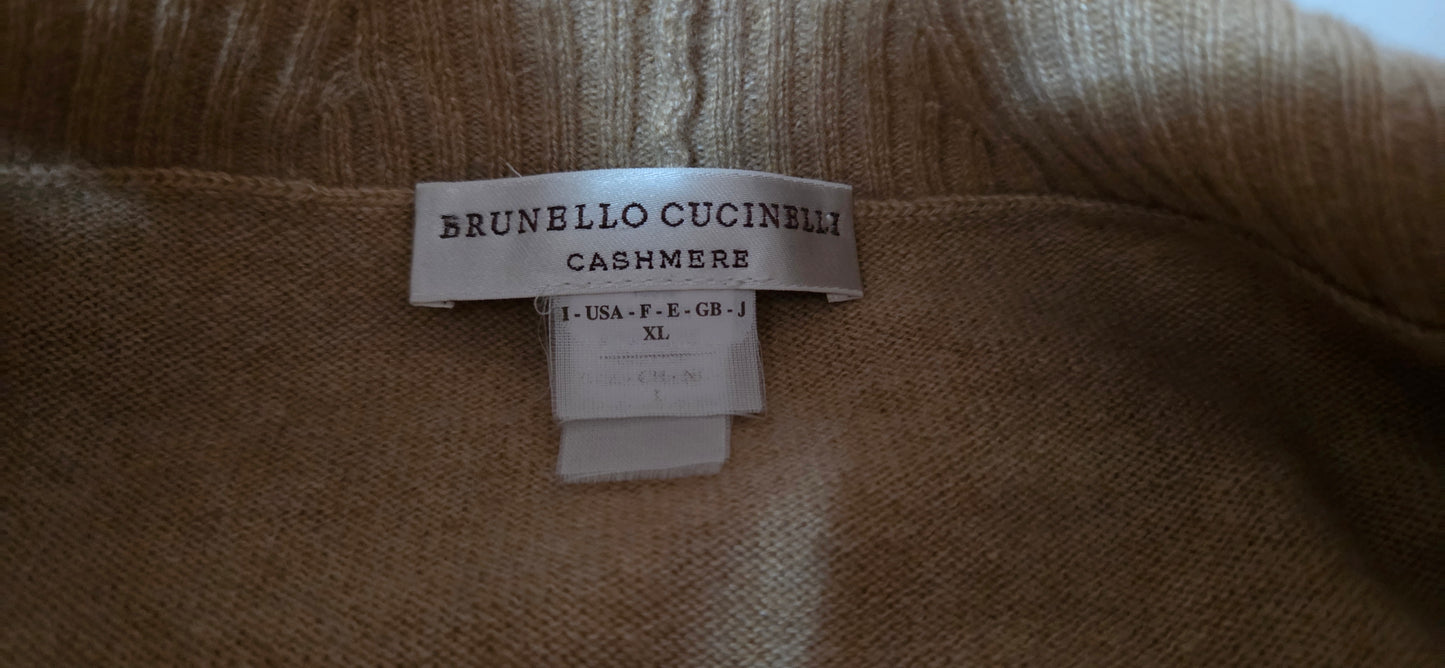 BRUNELLO CUCINELLI
CASHMERE
I - USA - F - E - GB - J
XL